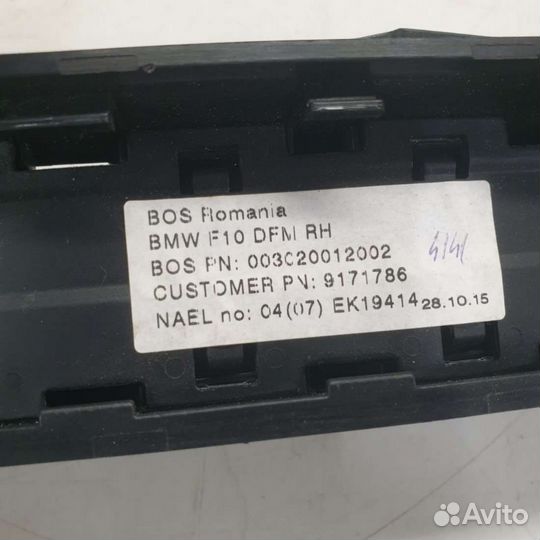 BOS Romania
BMW F10 DFM RH
BOS PN: 003020012002
CUSTOMER PN: 9171786
NAEL no: 04(07) EK19414 28.10.15
Avito